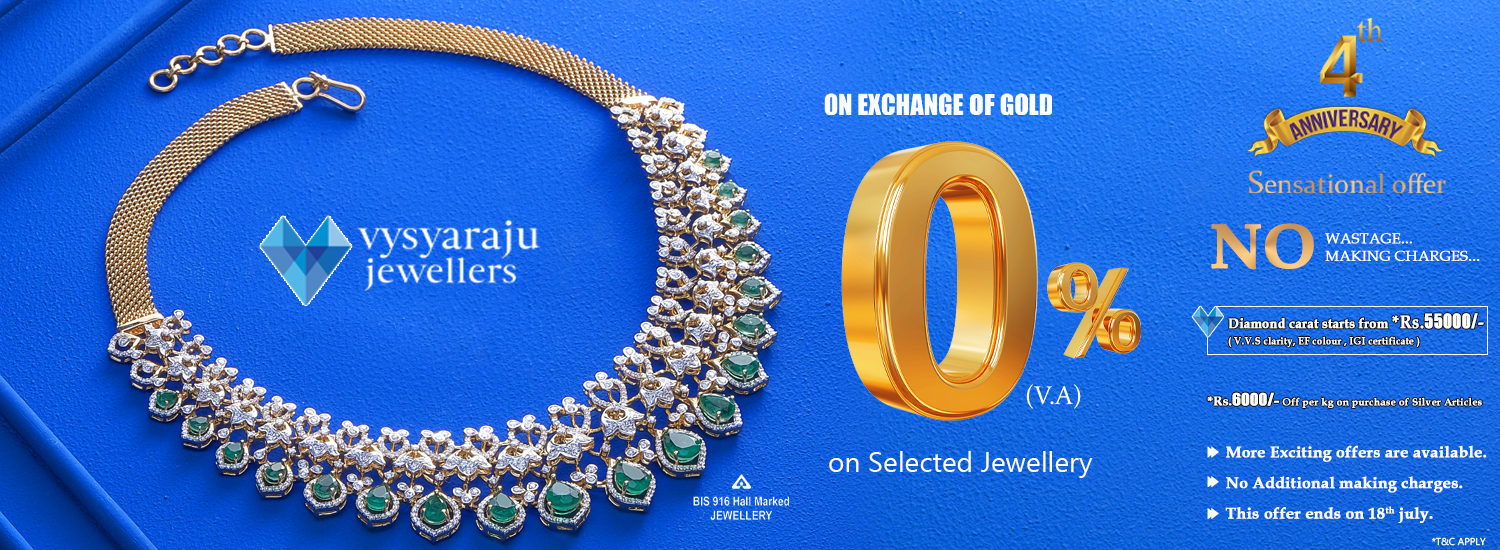 vysyaraju
jewellers
BIS 916 Hall Marked
JEWELLERY
ON EXCHANGE OF GOLD
0%
(V.A)
on Selected Jewellery
4th
ANNIVERSARY
Sensational offer
NO WASTAGE...
MAKING CHARGES...
Diamond carat starts from *Rs.55000/-
( V.V.S clarity, EF colour , IGI certificate )
*Rs.6000/- Off per kg on purchase of Silver Articles
More Exciting offers are available.
No Additional making charges.
This offer ends on 18th july.
*T&C APPLY